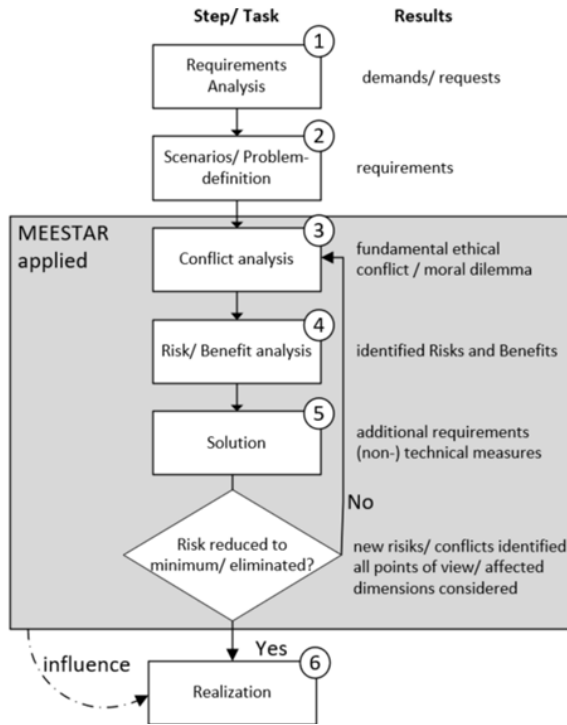 Step/ Task
Results
1
Requirements
Analysis
demands/ requests
2
Scenarios/ Problem-
definition
requirements
MEESTAR
applied
3
Conflict analysis
fundamental ethical
conflict / moral dilemma
4
Risk/ Benefit analysis
identified Risks and Benefits
5
Solution
additional requirements
(non-) technical measures
No
Risk reduced to
minimum/ eliminated?
new risiks/ conflicts identified
all points of view/ affected
dimensions considered
Yes
influence
6
Realization